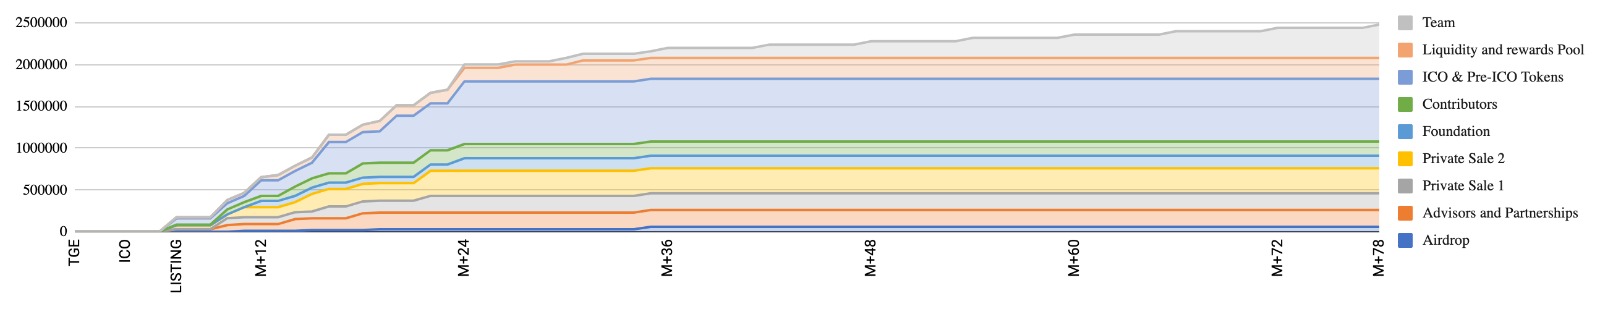 2500000
2000000
1500000
1000000
500000
0
TGE
ICO
LISTING
M+12
M+24
M+36
M+48
M+60
M+72
M+78
Team
Liquidity and rewards Pool
ICO & Pre-ICO Tokens
Contributors
Foundation
Private Sale 2
Private Sale 1
Advisors and Partnerships
Airdrop